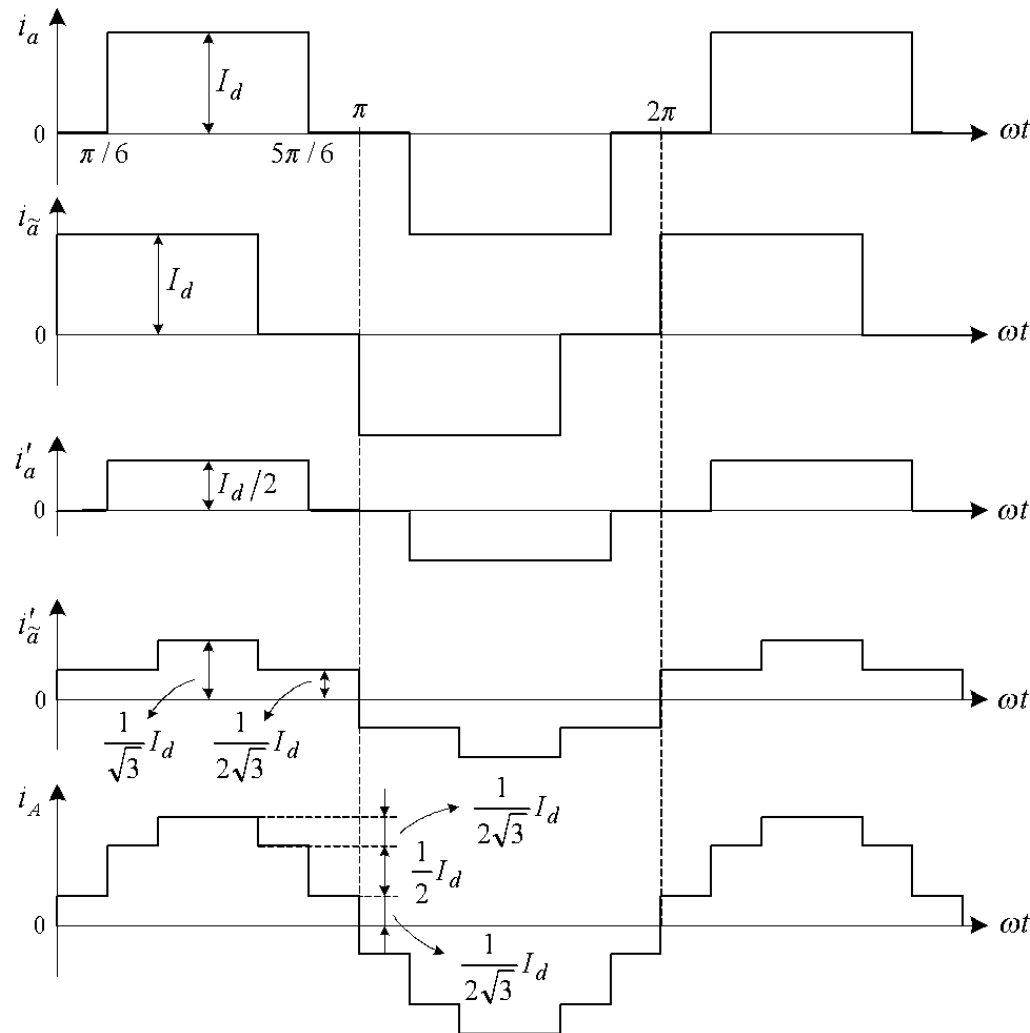 i_a
I_d
π
2π
0
π/6
5π/6
ωt
i_ã
I_d
0
ωt
i′_a
I_d/2
0
ωt
i′_ã
0
ωt
1/√3 I_d
1/2√3 I_d
i_A
1/2√3 I_d
1/2 I_d
0
ωt
1/2√3 I_d